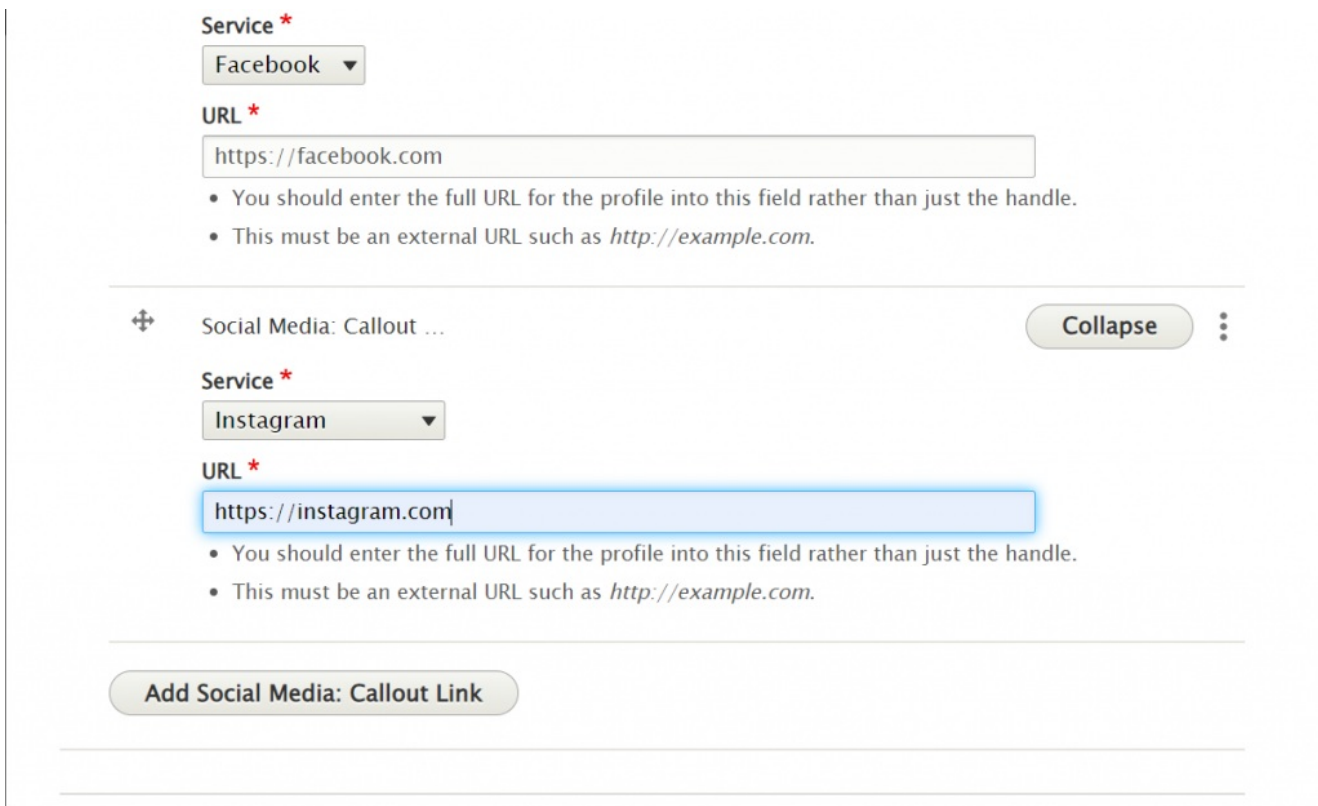 Service *
Facebook
URL *
https://facebook.com
• You should enter the full URL for the profile into this field rather than just the handle.
• This must be an external URL such as http://example.com.
Social Media: Callout ...
Collapse
Service *
Instagram
URL *
https://instagram.com
• You should enter the full URL for the profile into this field rather than just the handle.
• This must be an external URL such as http://example.com.
Add Social Media: Callout Link